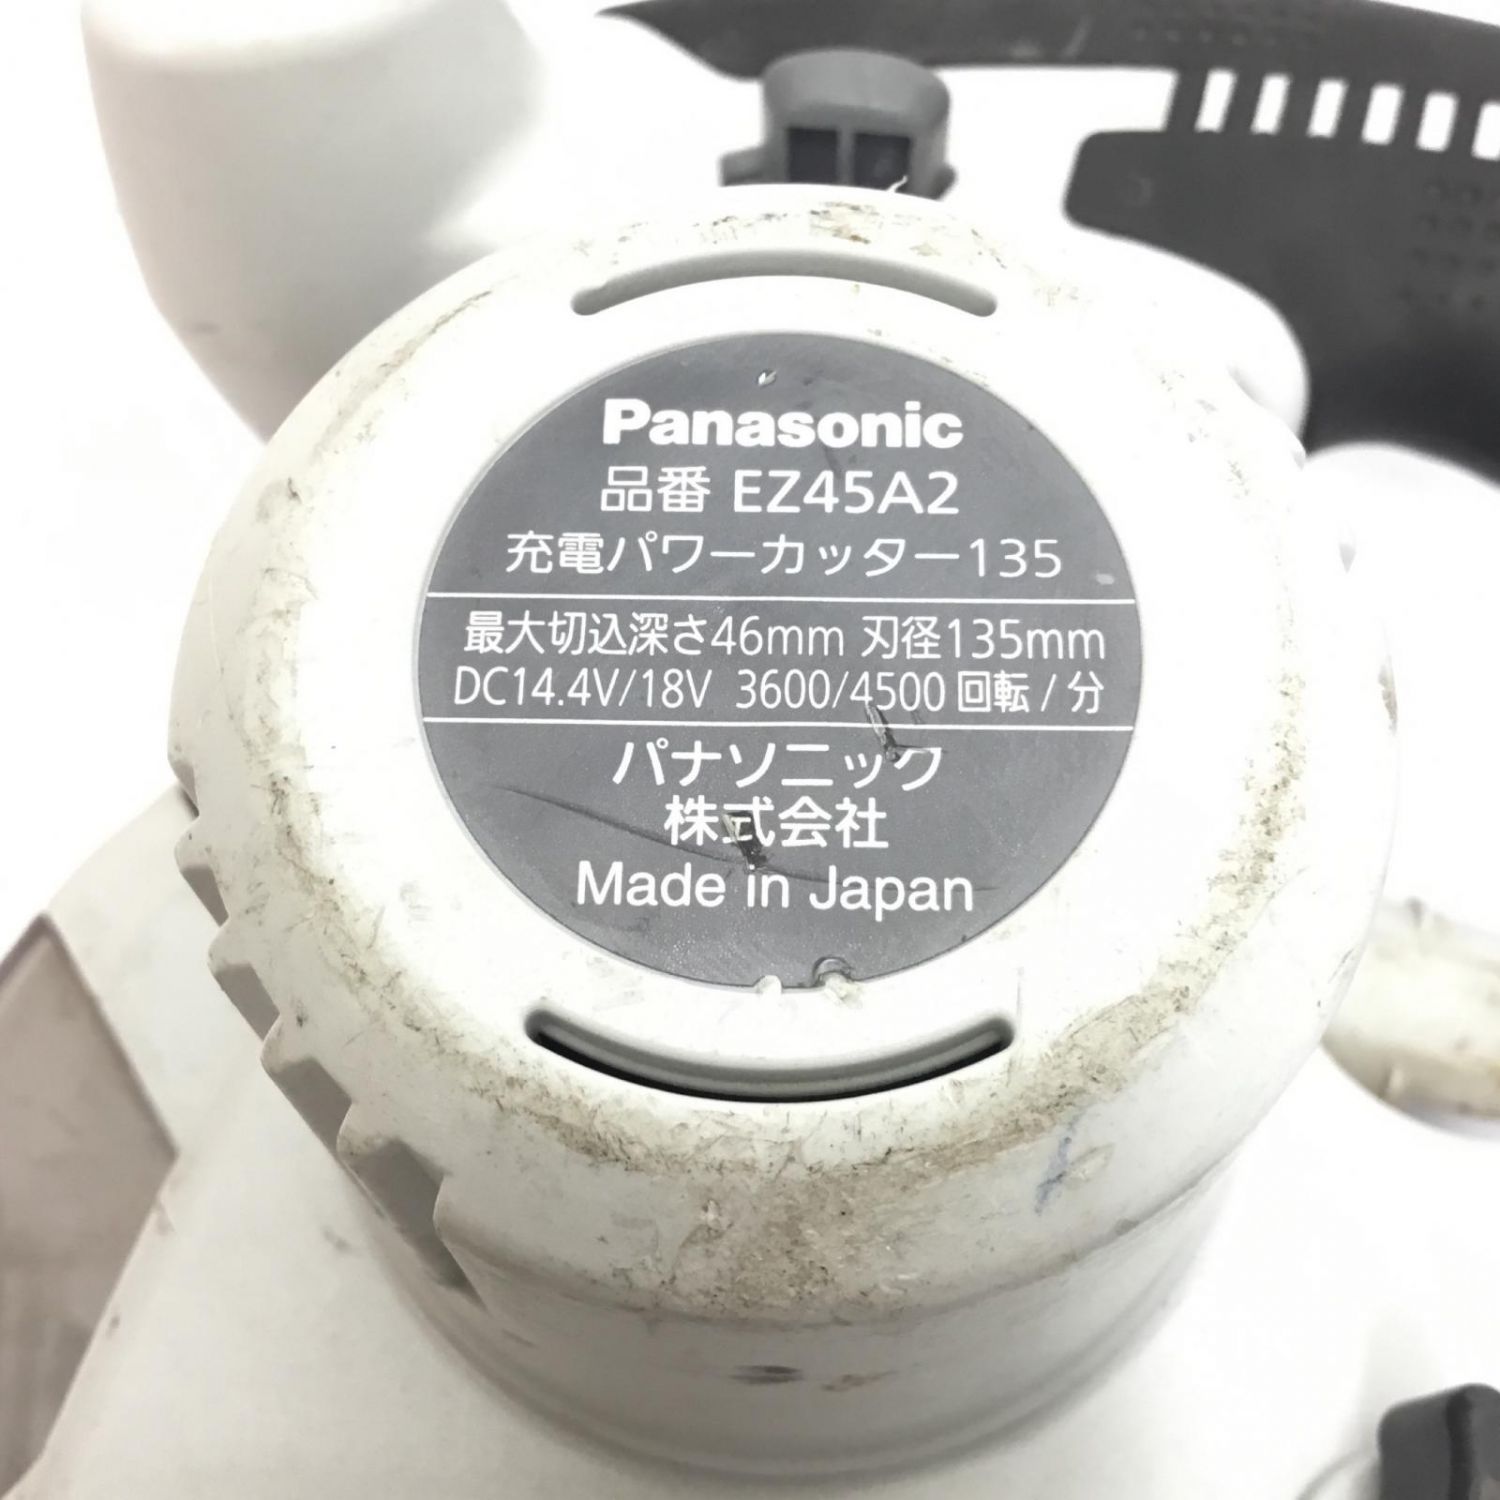 Panasonic
品番 EZ45A2
充電パワーカッター135
最大切込深さ46mm 刃径135mm
DC14.4V/18V 3600/4500 回転/分
パナソニック
株式会社
Made in Japan